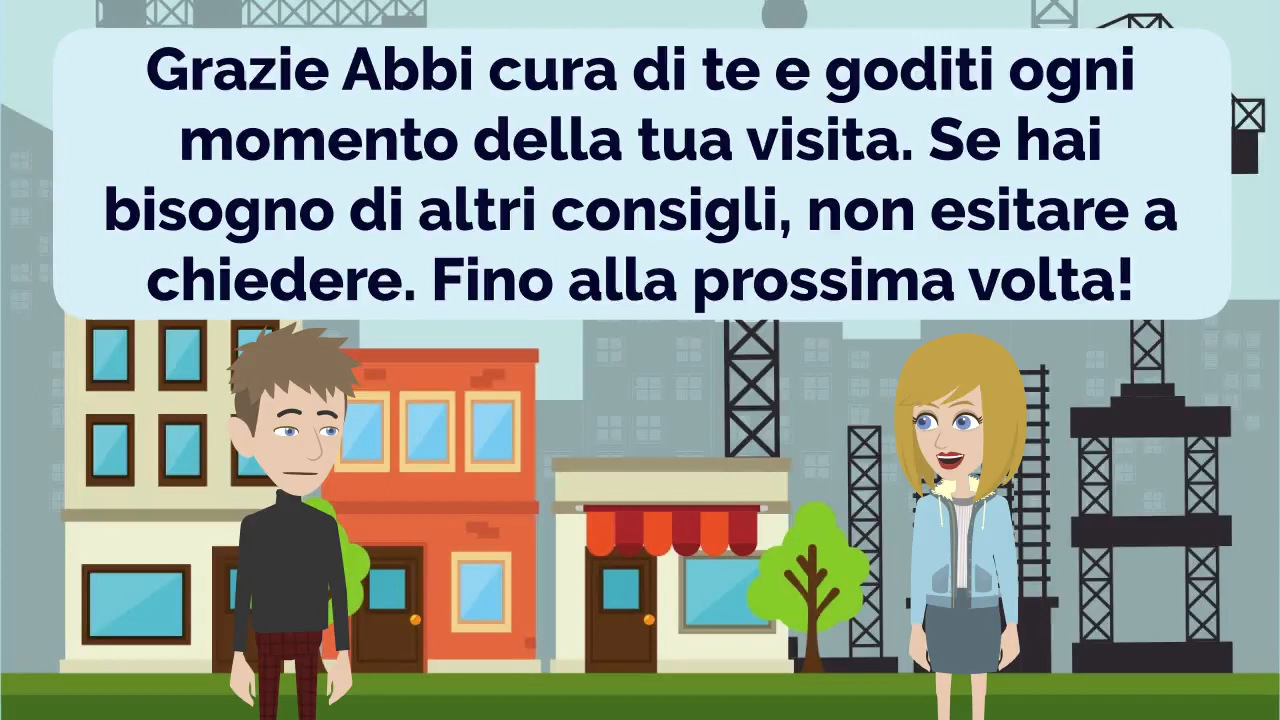 Grazie Abbi cura di te e goditi ogni
momento della tua visita. Se hai
bisogno di altri consigli, non esitare a
chiedere. Fino alla prossima volta!